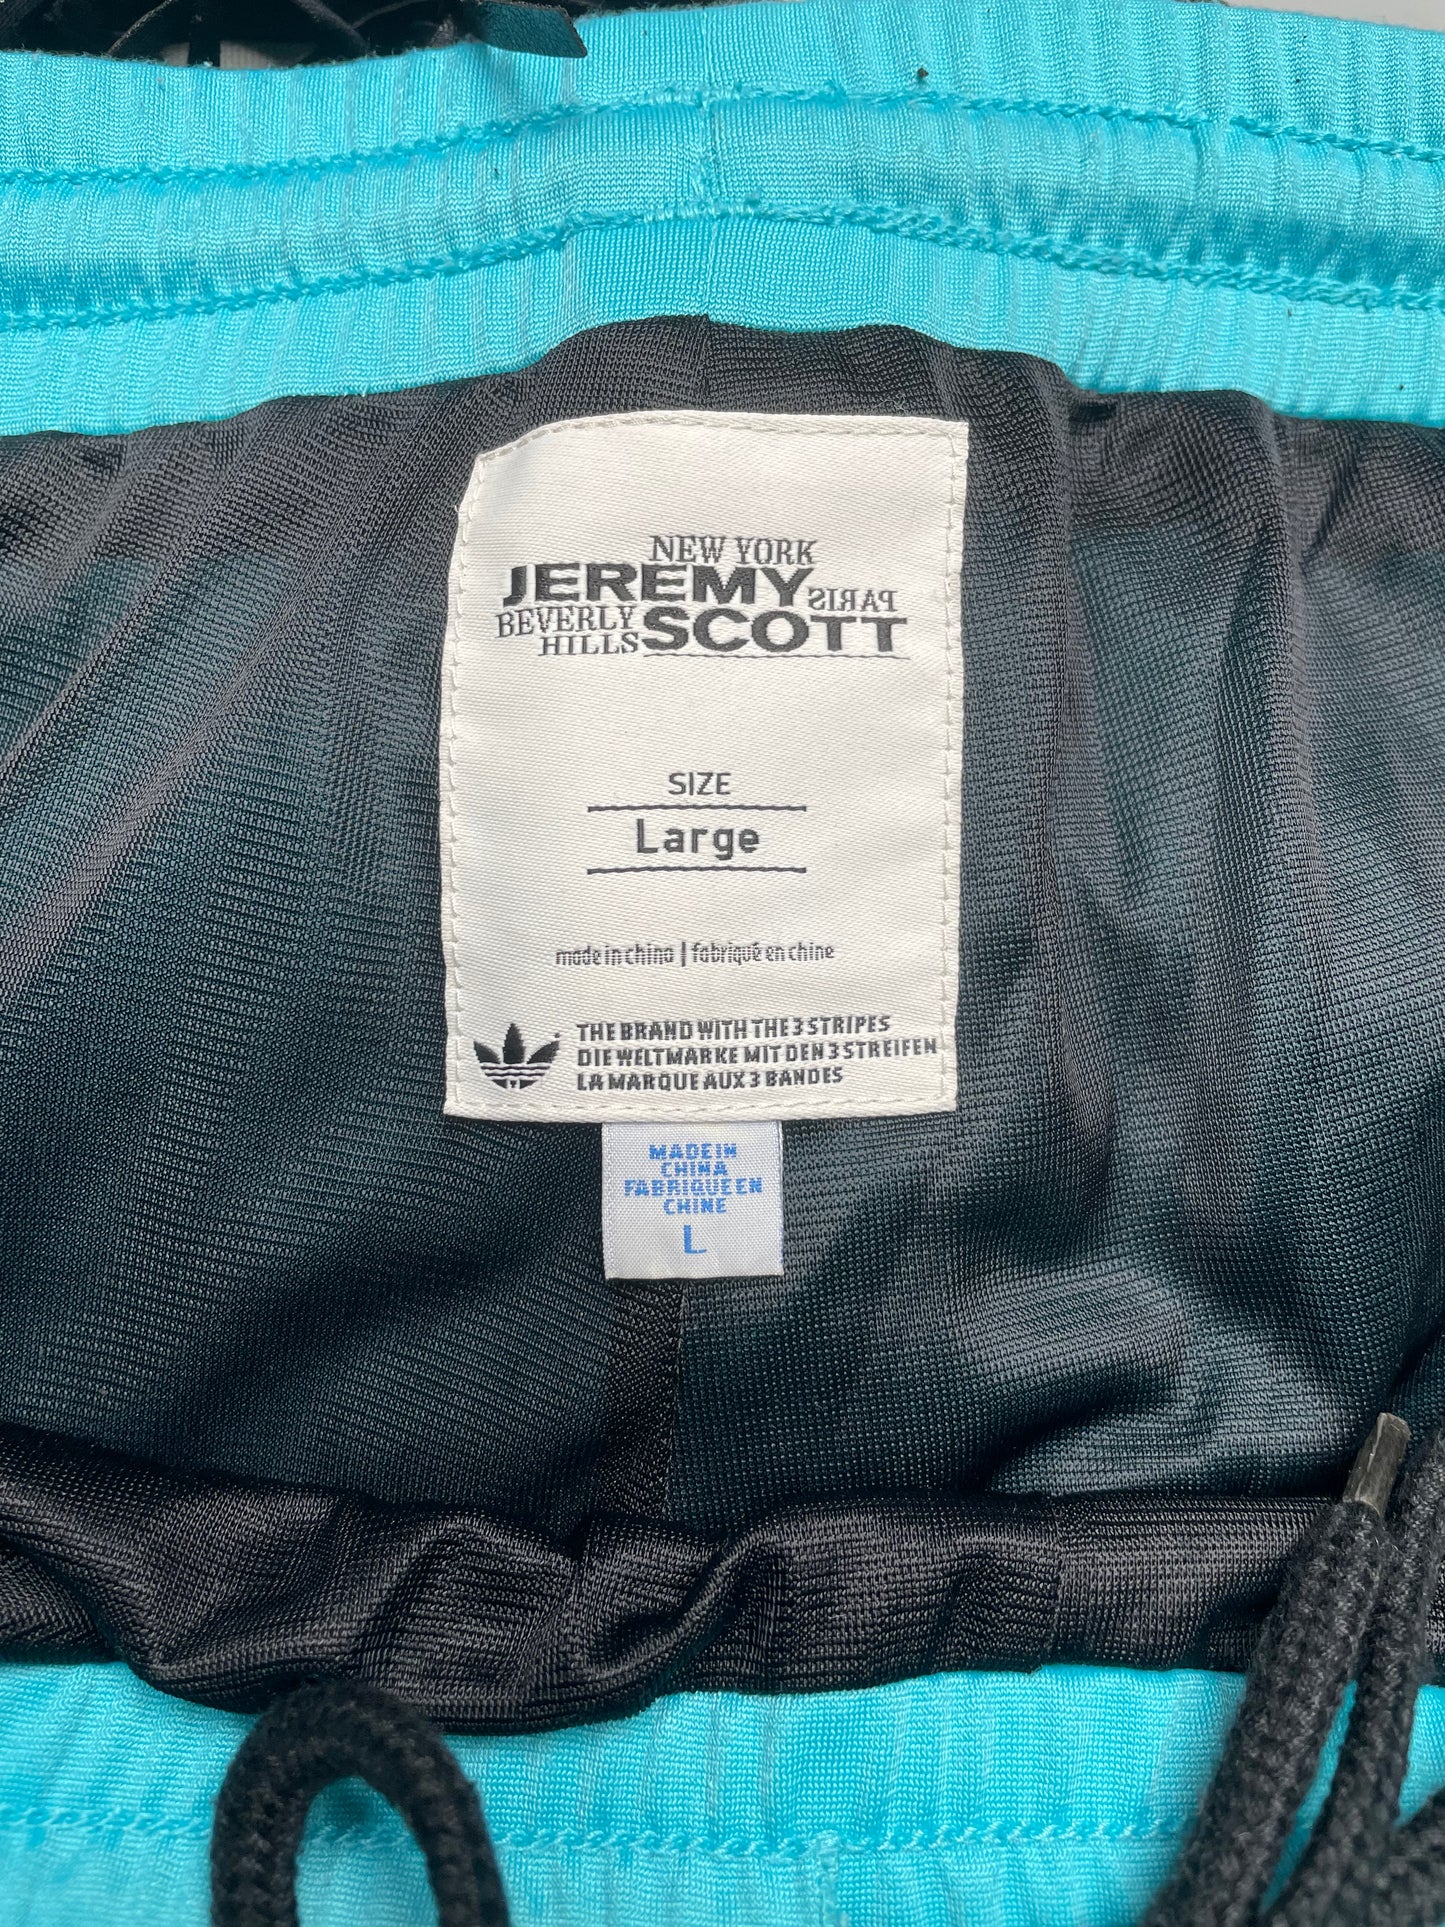 NEW YORK
JEREMY PARIS
BEVERLY SCOTT
HILLS
SIZE
Large
made in china | fabriqué en chine
THE BRAND WITH THE 3 STRIPES
DIE WELTMARKE MIT DEN 3 STREIFEN
LA MARQUE AUX 3 BANDES
MADE IN
CHINA
FABRIQUE EN
CHINE
L